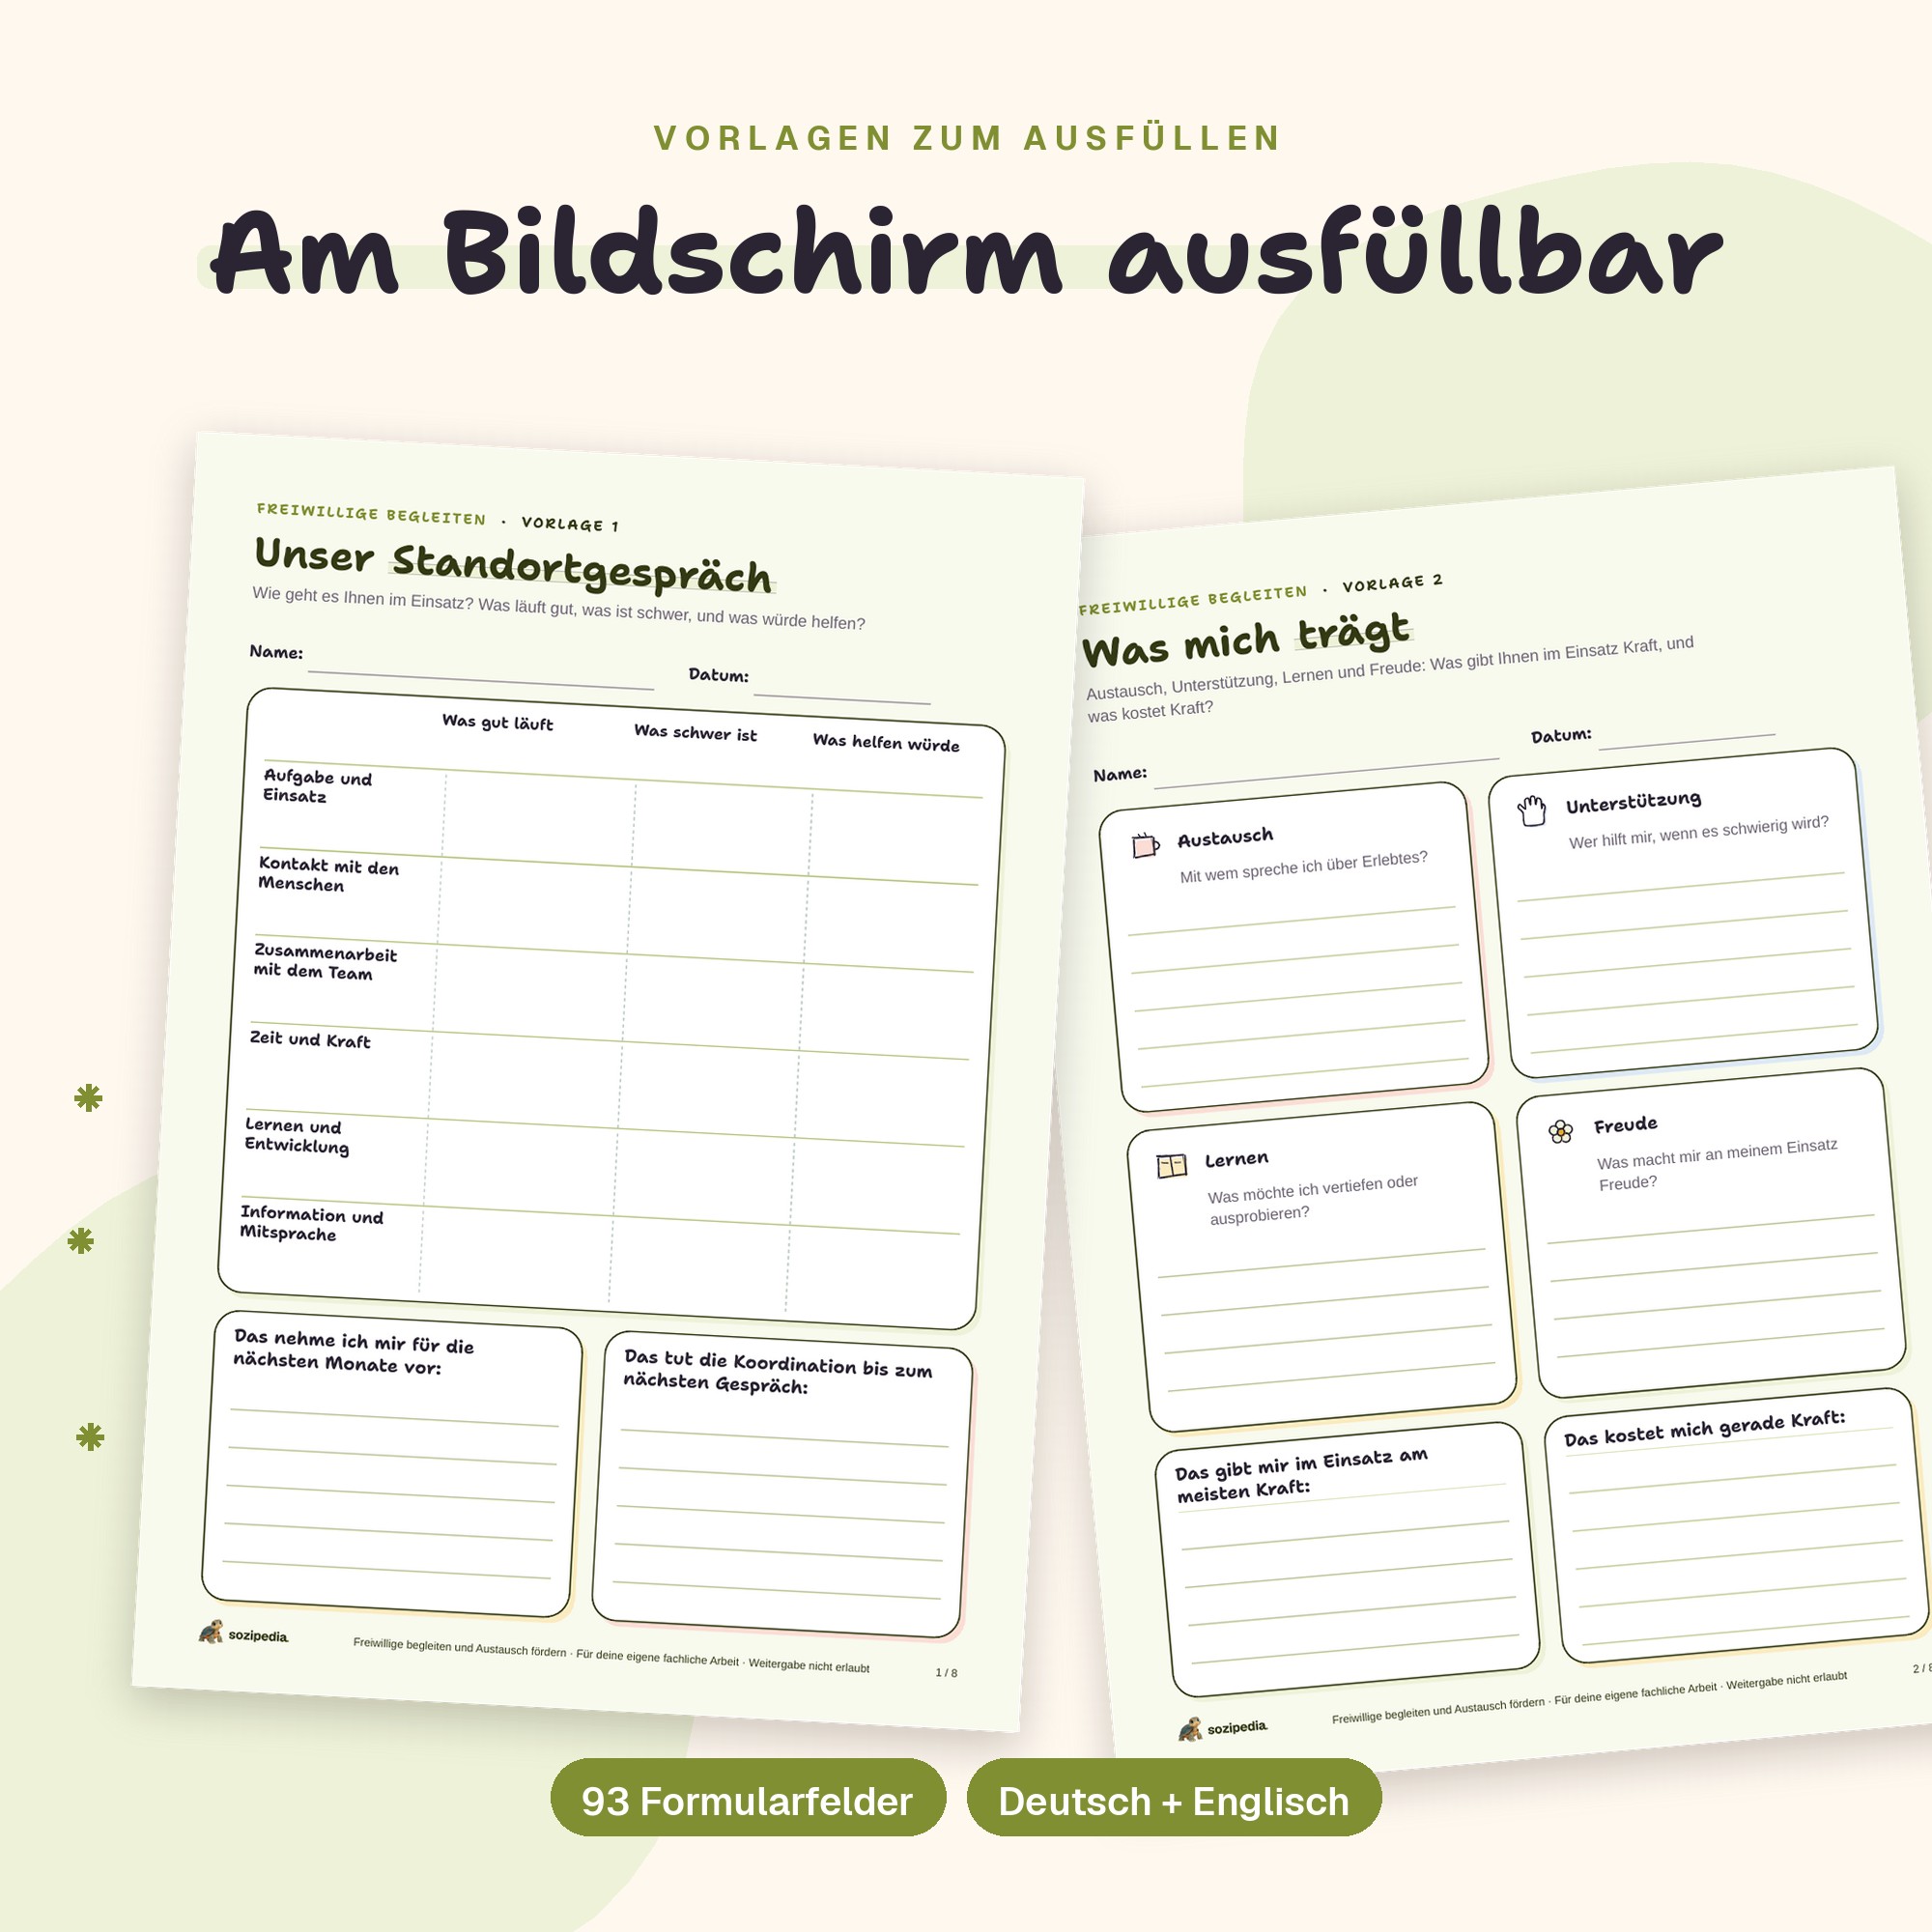 VORLAGEN ZUM AUSFÜLLEN
Am Bildschirm ausfüllbar
FREIWILLIGE BEGLEITEN · VORLAGE 1
Unser Standortgespräch
Wie geht es Ihnen im Einsatz? Was läuft gut, was ist schwer, und was würde helfen?
Name:
Datum:
Was gut läuft
Was schwer ist
Was helfen würde
Aufgabe und
Einsatz
Kontakt mit den
Menschen
Zusammenarbeit
mit dem Team
Zeit und Kraft
Lernen und
Entwicklung
Information und
Mitsprache
Das nehme ich mir für die
nächsten Monate vor:
Das tut die Koordination bis zum
nächsten Gespräch:
sozipedia.
Freiwillige begleiten und Austausch fördern · Für deine eigene fachliche Arbeit · Weitergabe nicht erlaubt
1 / 8
FREIWILLIGE BEGLEITEN · VORLAGE 2
Was mich trägt
Austausch, Unterstützung, Lernen und Freude: Was gibt Ihnen im Einsatz Kraft, und
was kostet Kraft?
Name:
Datum:
Austausch
Mit wem spreche ich über Erlebtes?
Unterstützung
Wer hilft mir, wenn es schwierig wird?
Lernen
Was möchte ich vertiefen oder
ausprobieren?
Freude
Was macht mir an meinem Einsatz
Freude?
Das gibt mir im Einsatz am
meisten Kraft:
Das kostet mich gerade Kraft:
sozipedia.
Freiwillige begleiten und Austausch fördern · Für deine eigene fachliche Arbeit · Weitergabe nicht erlaubt
2 / 8
93 Formularfelder
Deutsch + Englisch